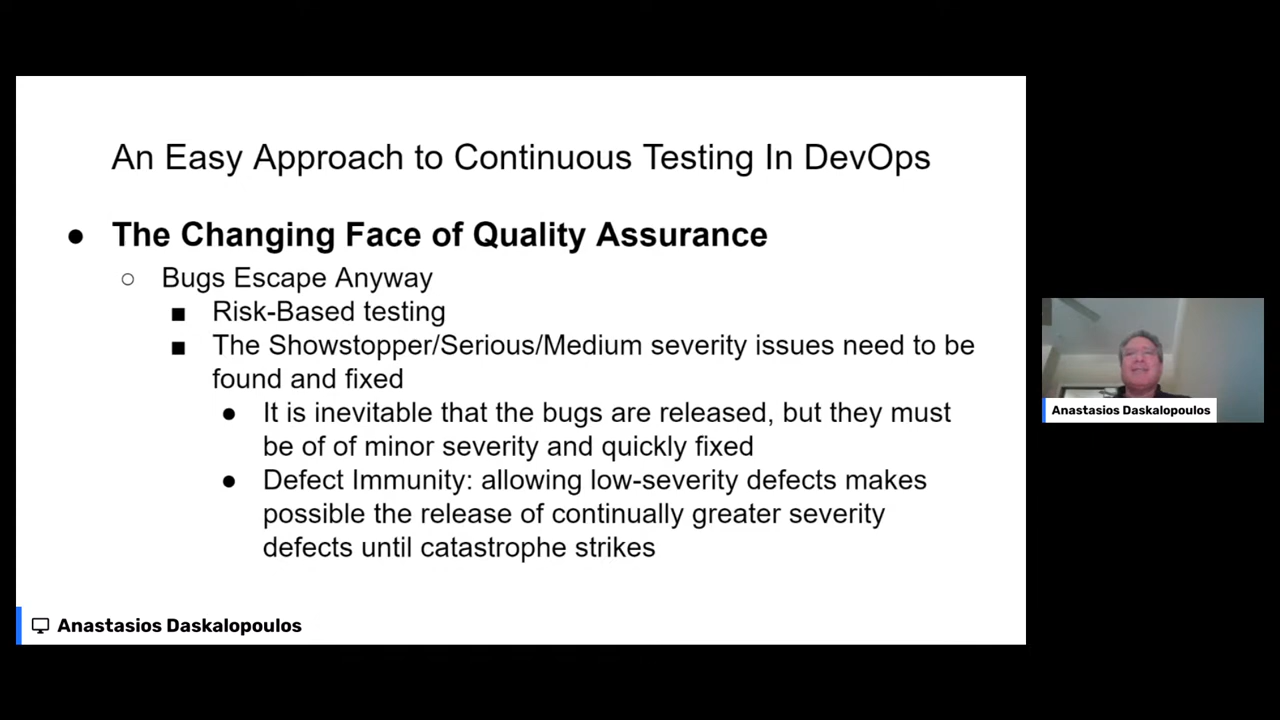 An Easy Approach to Continuous Testing In DevOps
● The Changing Face of Quality Assurance
○ Bugs Escape Anyway
■ Risk-Based testing
■ The Showstopper/Serious/Medium severity issues need to be
found and fixed
● It is inevitable that the bugs are released, but they must
be of of minor severity and quickly fixed
● Defect Immunity: allowing low-severity defects makes
possible the release of continually greater severity
defects until catastrophe strikes
Anastasios Daskalopoulos
Anastasios Daskalopoulos